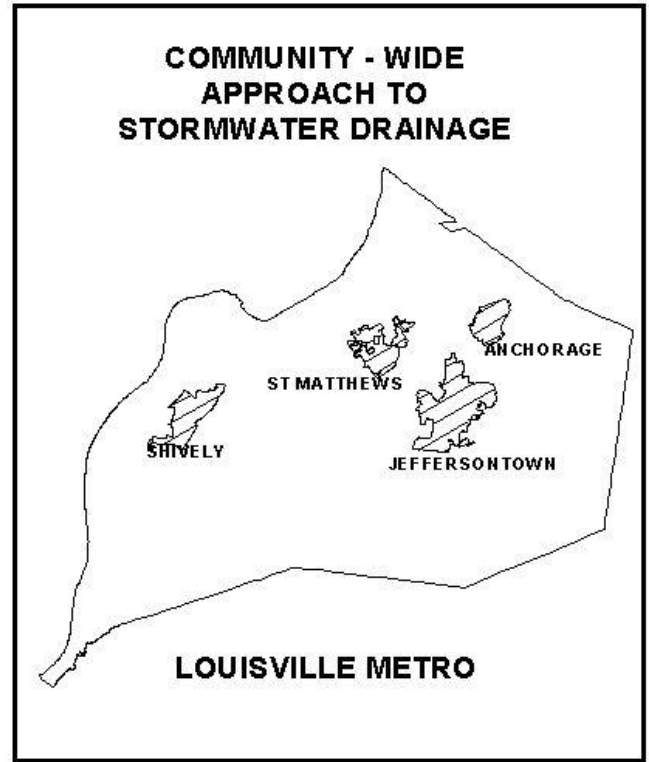 COMMUNITY - WIDE
APPROACH TO
STORMWATER DRAINAGE
ANCHORAGE
ST MATTHEWS
SHIVELY
JEFFERSONTOWN
LOUISVILLE METRO